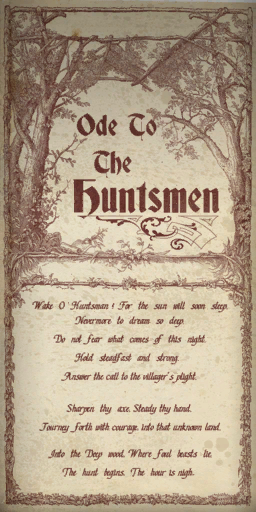 Ode To
The
Huntsmen
Wake O' Huntsman! For the sun will soon sleep.
Nevermore to dream so deep.
Do not fear what comes of this night.
Hold steadfast and strong.
Answer the call to the villager's plight.
Sharpen thy axe. Steady thy hand.
Journey forth with courage, into that unknown land.
Into the Deep wood, Where foul beasts lie.
The hunt begins. The hour is nigh.